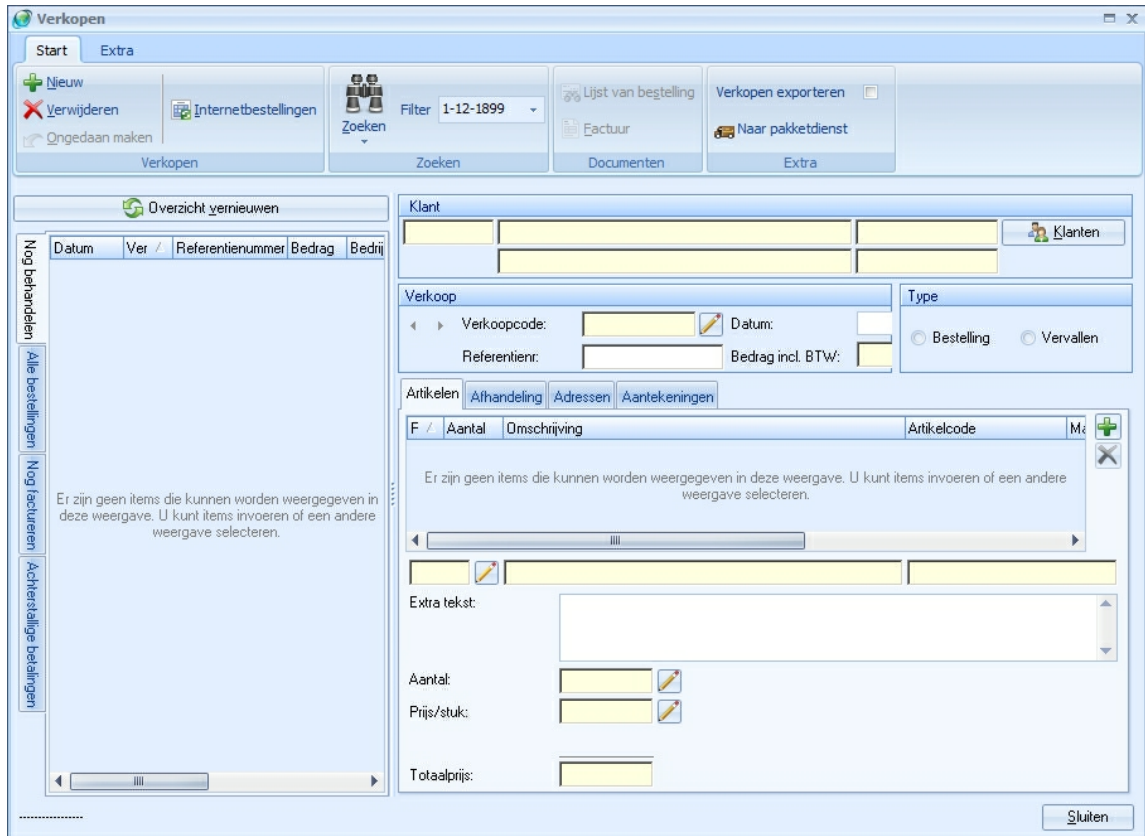 Verkopen
Start Extra
Nieuw
Verwijderen
Ongedaan maken
Internetbestellingen
Verkopen
Zoeken
Filter 1-12-1899
Zoeken
Lijst van bestelling
Factuur
Documenten
Verkopen exporteren
Naar pakketdienst
Extra
Overzicht vernieuwen
Nog behandelen
Alle bestellingen
Nog factureren
Achterstallige betalingen
Datum Ver Referentienummer Bedrag Bedrij
Er zijn geen items die kunnen worden weergegeven in
deze weergave. U kunt items invoeren of een andere
weergave selecteren.
Klant
Klanten
Verkoop
Verkoopcode: Datum:
Referentienr: Bedrag incl. BTW:
Type
Bestelling Vervallen
Artikelen Afhandeling Adressen Aantekeningen
F Aantal Omschrijving Artikelcode Ma
Er zijn geen items die kunnen worden weergegeven in deze weergave. U kunt items invoeren of een andere
weergave selecteren.
Extra tekst:
Aantal:
Prijs/stuk:
Totaalprijs:
Sluiten